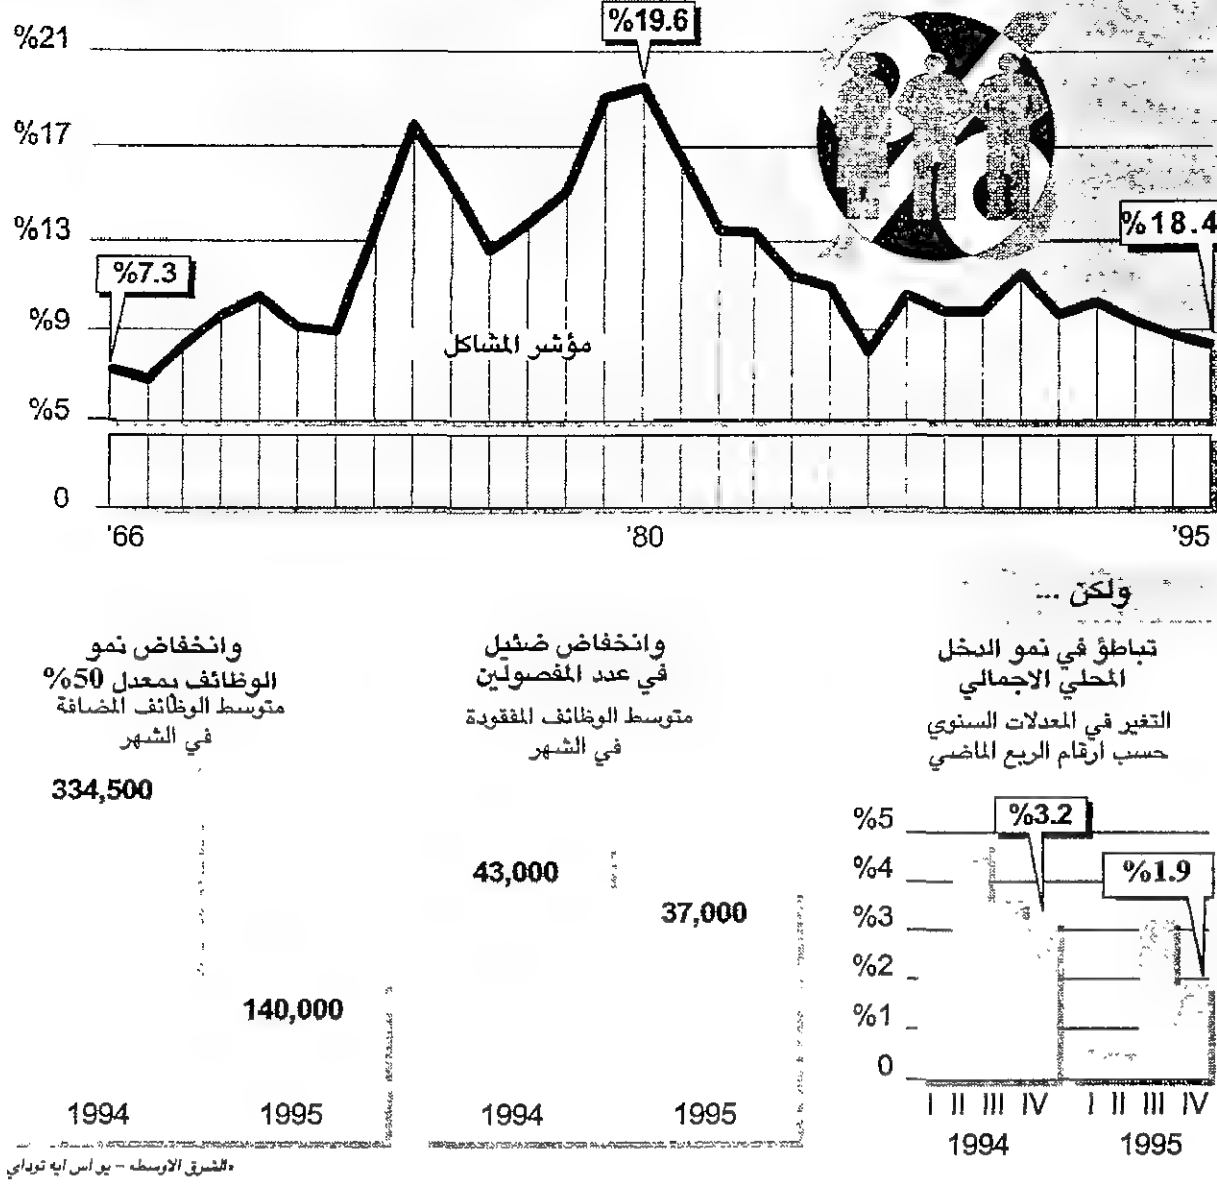 %19.6
%21
%17
%13
%9
%5
0
%7.3
%18.4
مؤشر المشاكل
'66
'80
'95
ولكن ...
تباطؤ في نمو الدخل
المحلي الاجمالي
التغير في المعدلات السنوي
حسب ارقام الربع الماضي
%5
%4
%3
%2
%1
0
%3.2
%1.9
I II III IV
1994
I II III IV
1995
وانخفاض ضئيل
في عدد المفصولين
متوسط الوظائف المفقودة
في الشهر
43,000
37,000
1994
1995
وانخفاض نمو
الوظائف بمعدل 50%
متوسط الوظائف المضافة
في الشهر
334,500
140,000
1994
1995
«الشرق الاوسط» - يو اس ايه توداي